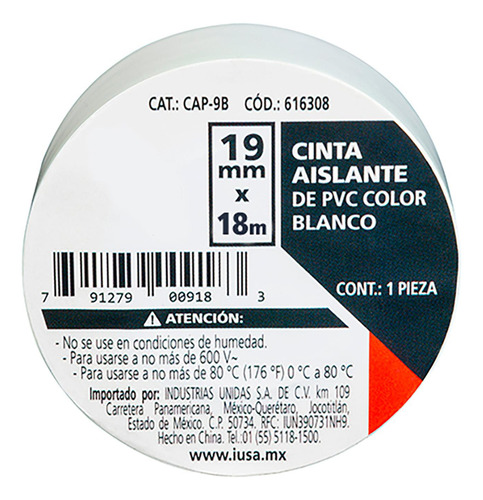 CAT.: CAP-9B CÓD.: 616308
19
mm
x
18m
CINTA
AISLANTE
DE PVC COLOR
BLANCO
CONT.: 1 PIEZA
7 91279 00918 3
ATENCIÓN:
- No se use en condiciones de humedad.
- Para usarse a no más de 600 V~
- Para usarse a no más de 80 °C (176 °F) 0 °C a 80 °C
Importado por: INDUSTRIAS UNIDAS S.A. DE C.V. km 109
Carretera Panamericana, México-Querétaro, Jocotitlán,
Estado de México. C.P. 50734. RFC: IUN390731NH9.
Hecho en China. Tel.:01 (55) 5118-1500.
www.iusa.mx